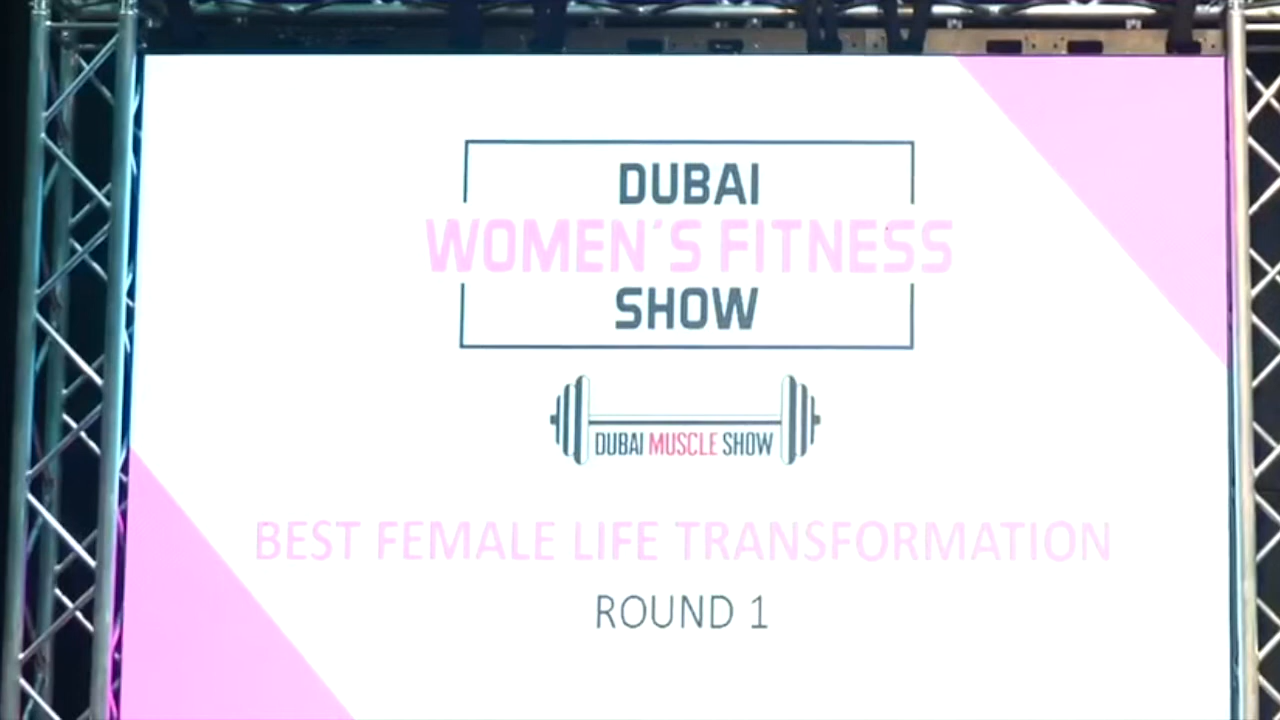 DUBAI
WOMEN'S FITNESS
SHOW
DUBAI MUSCLE SHOW
BEST FEMALE LIFE TRANSFORMATION
ROUND 1